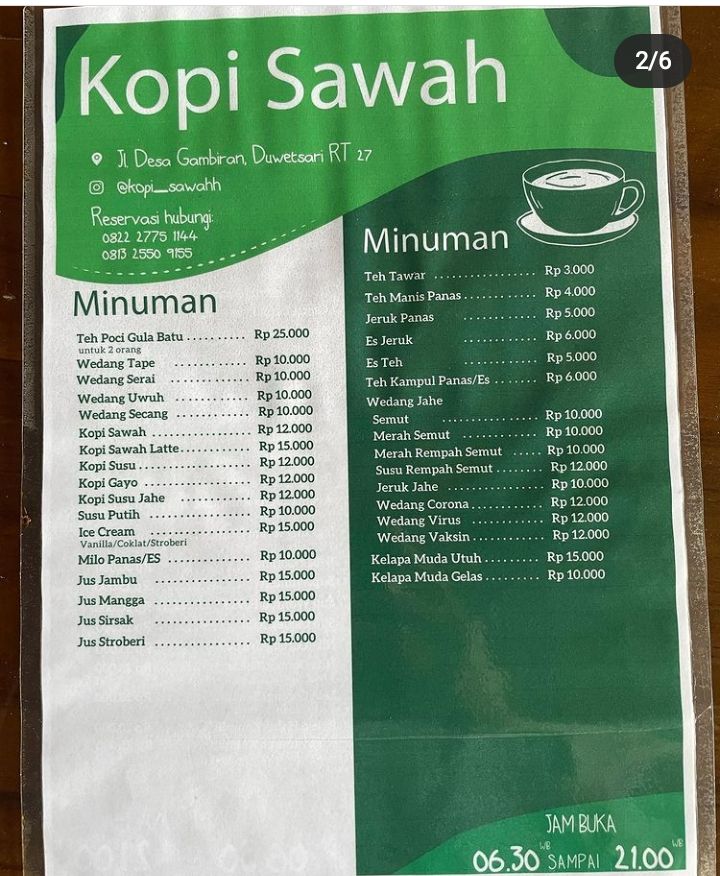 2/6
Kopi Sawah
Jl Desa Gambiran, Duwetsari RT 27
@kopi_sawahh
Reservasi hubungi:
0822 2775 1144
0813 2550 9155
Minuman
Teh Poci Gula Batu .......... Rp 25.000
untuk 2 orang
Wedang Tape ............. Rp 10.000
Wedang Serai .............. Rp 10.000
Wedang Uwuh ............. Rp 10.000
Wedang Secang ............. Rp 10.000
Kopi Sawah ................. Rp 12.000
Kopi Sawah Latte............ Rp 15.000
Kopi Susu ................... Rp 12.000
Kopi Gayo ................... Rp 12.000
Kopi Susu Jahe ............ Rp 12.000
Susu Putih ................. Rp 10.000
Ice Cream ................. Rp 15.000
Vanilla/Coklat/Stroberi
Milo Panas/ES .............. Rp 10.000
Jus Jambu ................. Rp 15.000
Jus Mangga ................. Rp 15.000
Jus Sirsak ................. Rp 15.000
Jus Stroberi ................. Rp 15.000
Minuman
Teh Tawar .................. Rp 3.000
Teh Manis Panas ............. Rp 4.000
Jeruk Panas ............. Rp 5.000
Es Jeruk ............. Rp 6.000
Es Teh ............. Rp 5.000
Teh Kampul Panas/Es ....... Rp 6.000
Wedang Jahe
Semut ................. Rp 10.000
Merah Semut ............. Rp 10.000
Merah Rempah Semut ..... Rp 10.000
Susu Rempah Semut ........ Rp 12.000
Jeruk Jahe ............... Rp 10.000
Wedang Corona .............. Rp 12.000
Wedang Virus ............. Rp 12.000
Wedang Vaksin .............. Rp 12.000
Kelapa Muda Utuh .......... Rp 15.000
Kelapa Muda Gelas .......... Rp 10.000
JAM BUKA
06.30 WIB SAMPAI 21.00 WIB